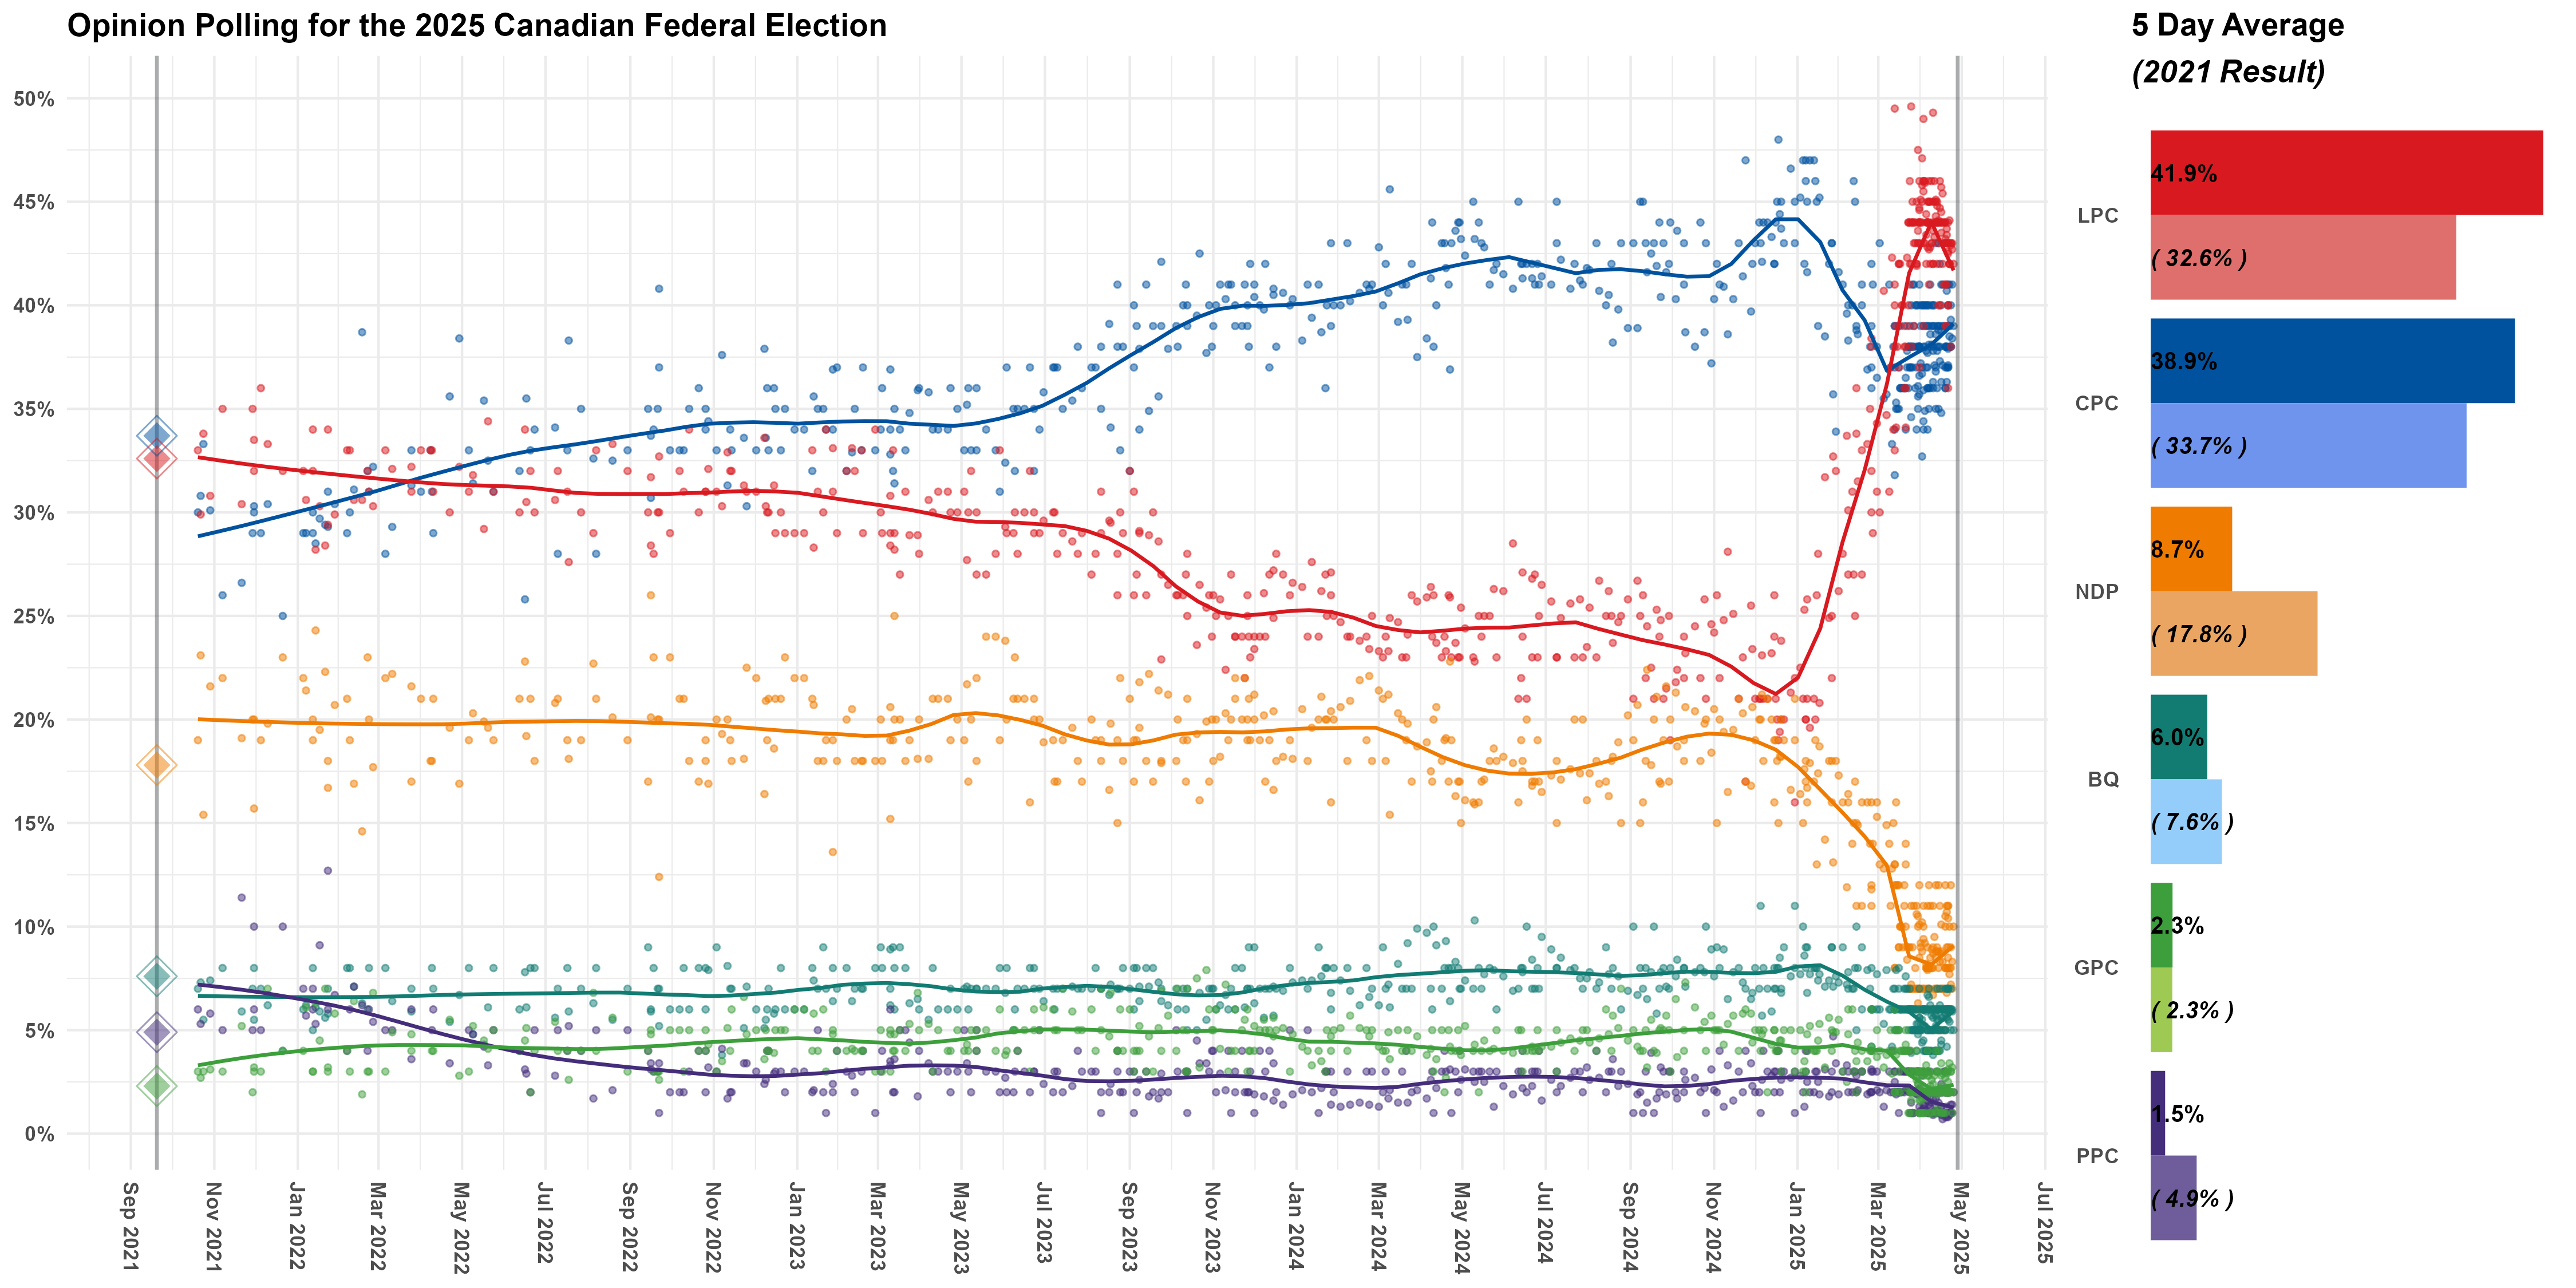 Opinion Polling for the 2025 Canadian Federal Election
50%
45%
40%
35%
30%
25%
20%
15%
10%
5%
0%
Sep 2021
Nov 2021
Jan 2022
Mar 2022
May 2022
Jul 2022
Sep 2022
Nov 2022
Jan 2023
Mar 2023
May 2023
Jul 2023
Sep 2023
Nov 2023
Jan 2024
Mar 2024
May 2024
Jul 2024
Sep 2024
Nov 2024
Jan 2025
Mar 2025
May 2025
Jul 2025
5 Day Average
(2021 Result)
LPC
41.9%
( 32.6% )
CPC
38.9%
( 33.7% )
NDP
8.7%
( 17.8% )
BQ
6.0%
( 7.6% )
GPC
2.3%
( 2.3% )
PPC
1.5%
( 4.9% )